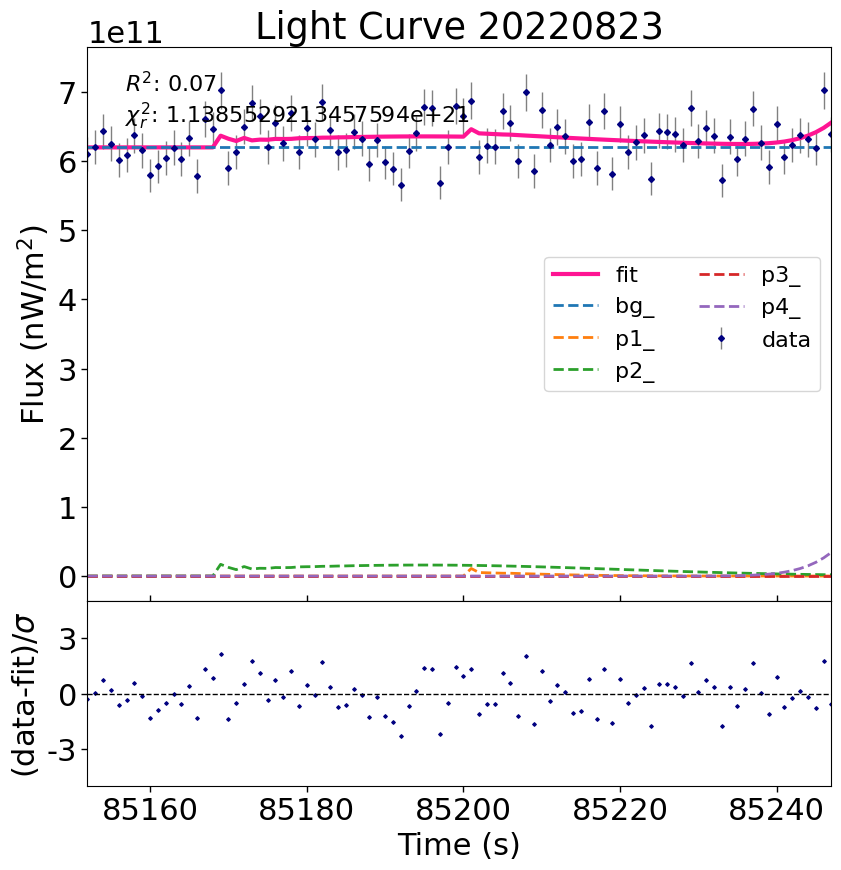 Light Curve 20220823
1e11
R²: 0.07
χ²ᵣ: 1.1385529213457594e+21
7
6
5
4
3
2
1
0
Flux (nW/m²)
fit
bg_
p1_
p2_
p3_
p4_
data
3
0
-3
(data-fit)/σ
85160 85180 85200 85220 85240
Time (s)